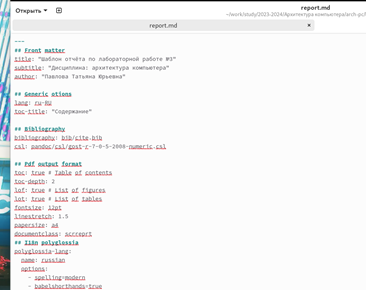 Открыть
report.md
~/work/study/2023-2024/Архитектура компьютера/arch-pc/l
report.md
---
## Front matter
title: "Шаблон отчёта по лабораторной работе №3"
subtitle: "Дисциплина: архитектура компьютера"
author: "Павлова Татьяна Юрьевна"
## Generic otions
lang: ru-RU
toc-title: "Содержание"
## Bibliography
bibliography: bib/cite.bib
csl: pandoc/csl/gost-r-7-0-5-2008-numeric.csl
## Pdf output format
toc: true # Table of contents
toc-depth: 2
lof: true # List of figures
lot: true # List of tables
fontsize: 12pt
linestretch: 1.5
papersize: a4
documentclass: scrreprt
## I18n polyglossia
polyglossia-lang:
name: russian
options:
- spelling=modern
- babelshorthands=true